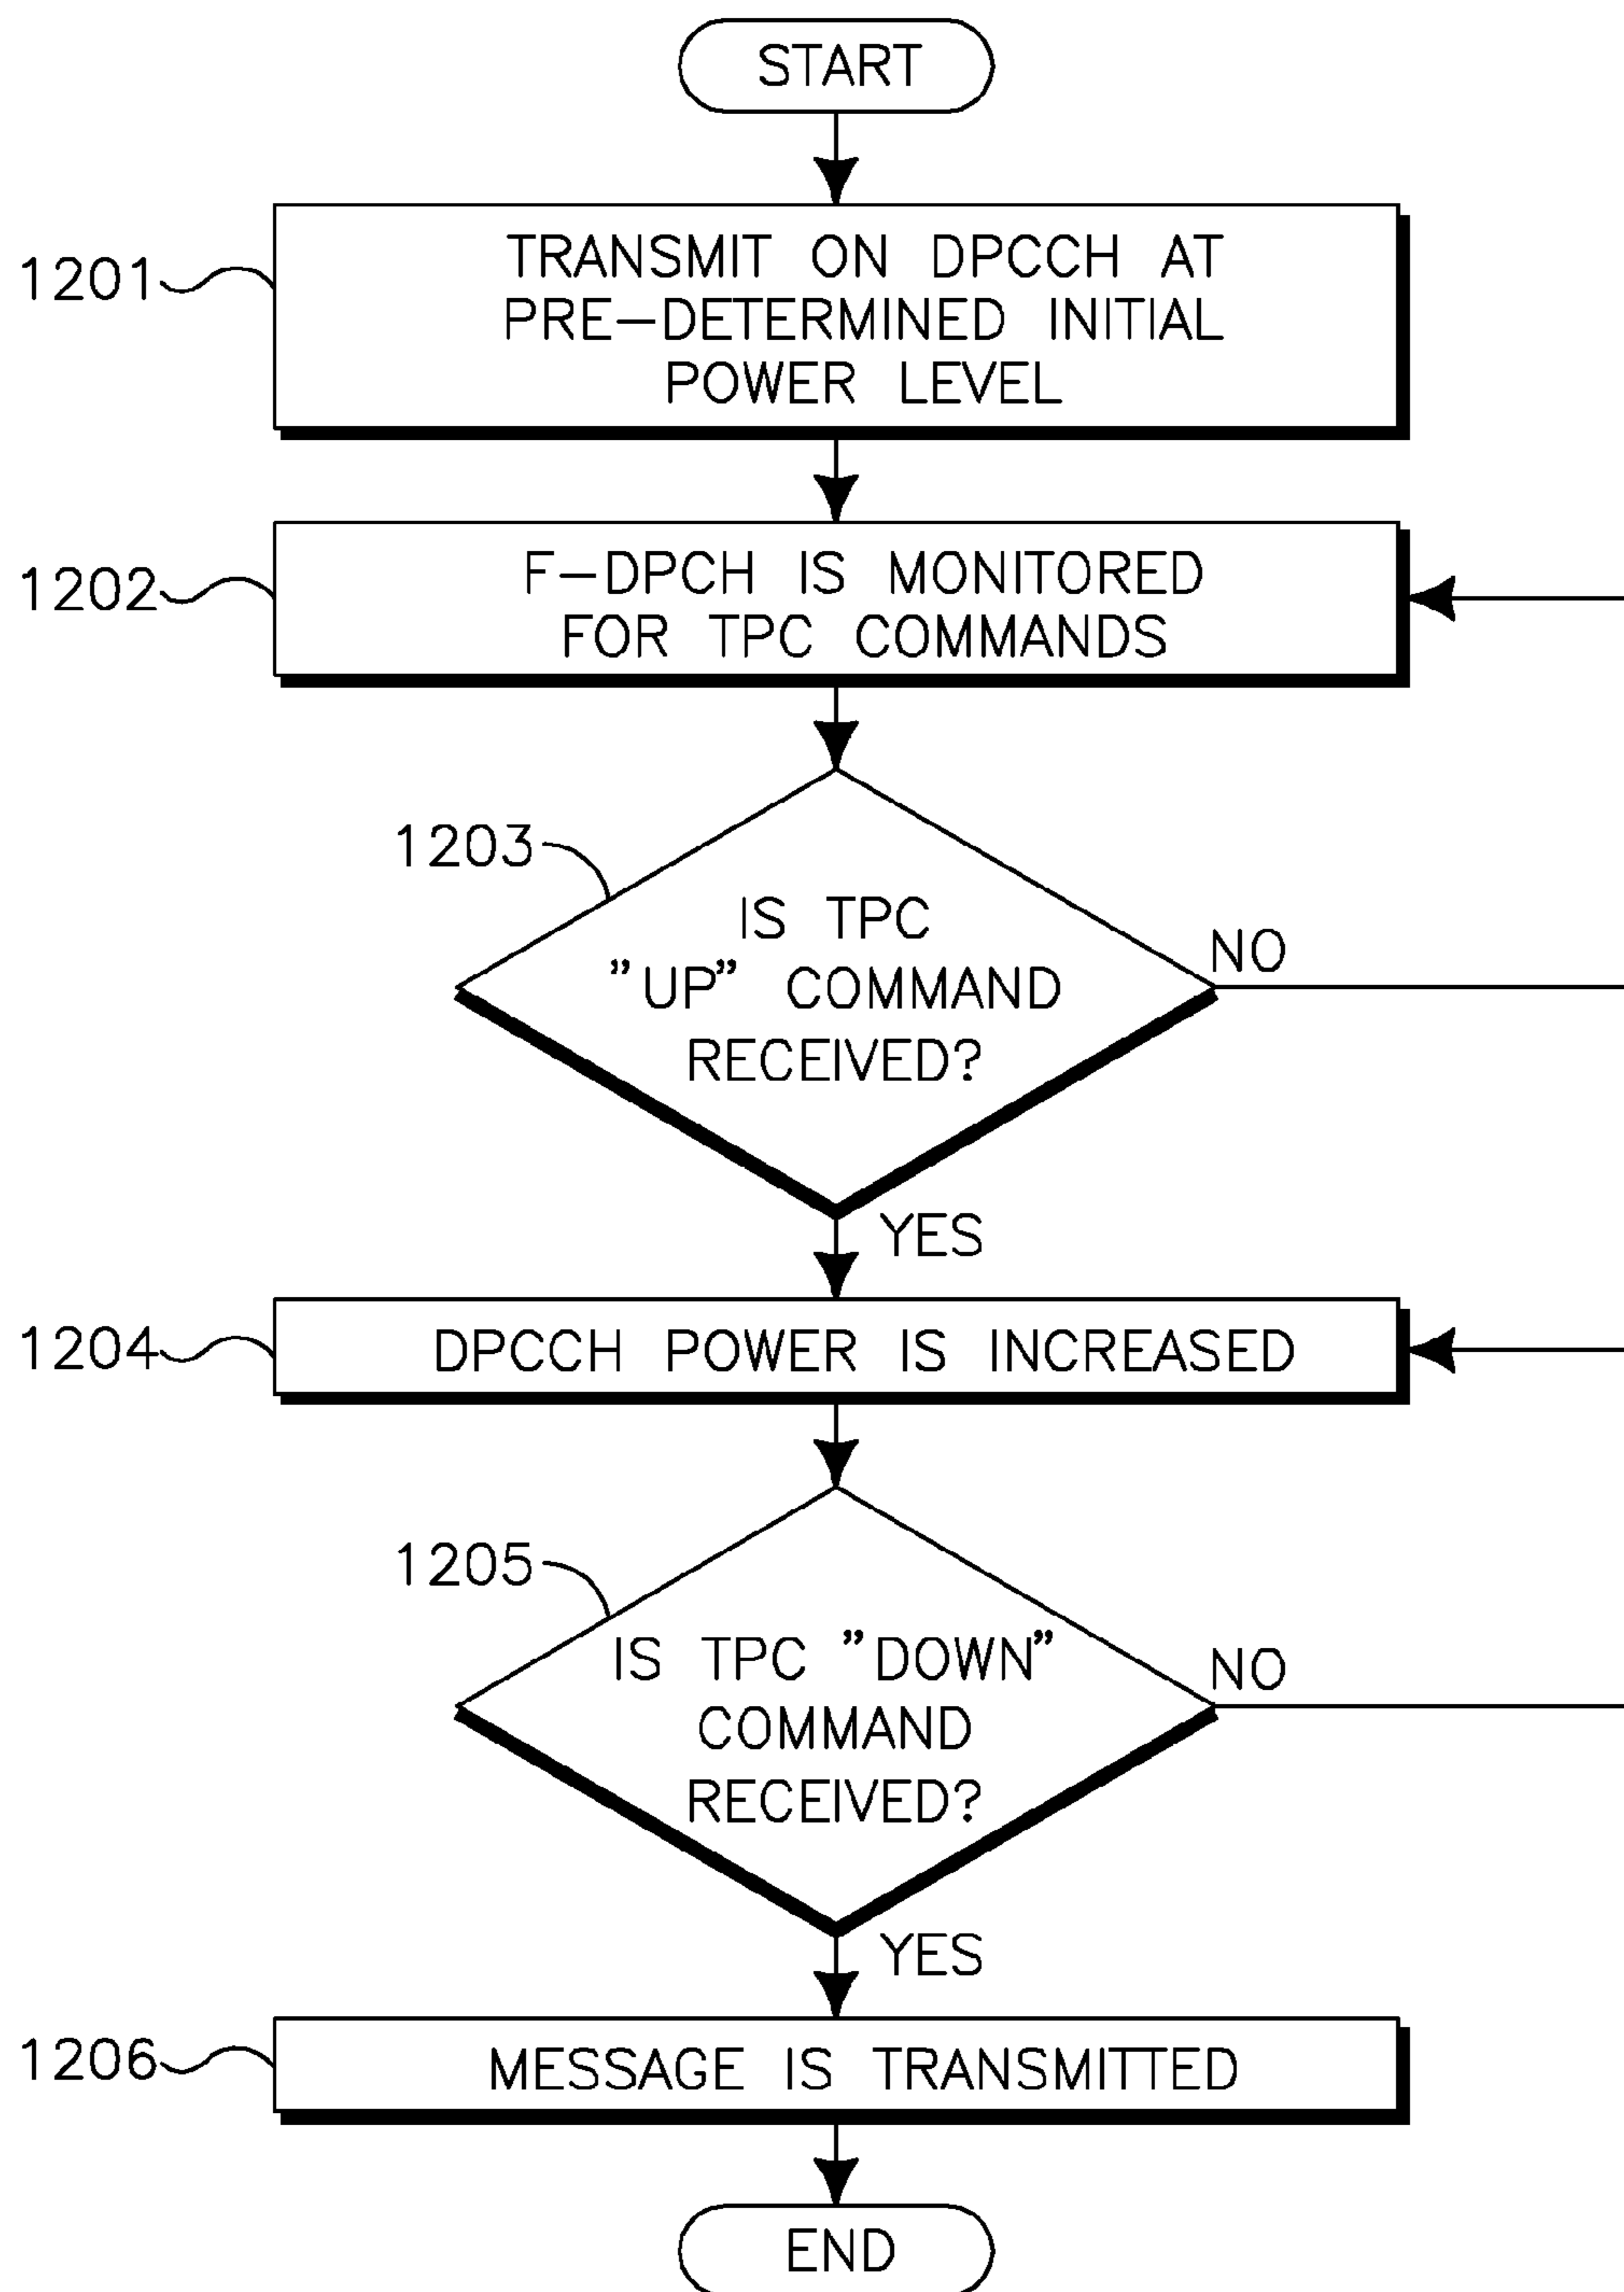 START
1201
TRANSMIT ON DPCCH AT
PRE-DETERMINED INITIAL
POWER LEVEL
1202
F-DPCH IS MONITORED
FOR TPC COMMANDS
1203
IS TPC
"UP" COMMAND
RECEIVED?
NO
YES
1204
DPCCH POWER IS INCREASED
1205
IS TPC "DOWN"
COMMAND
RECEIVED?
NO
YES
1206
MESSAGE IS TRANSMITTED
END